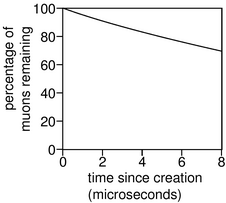 percentage of
muons remaining
100
80
60
40
20
0
0 2 4 6 8
time since creation
(microseconds)